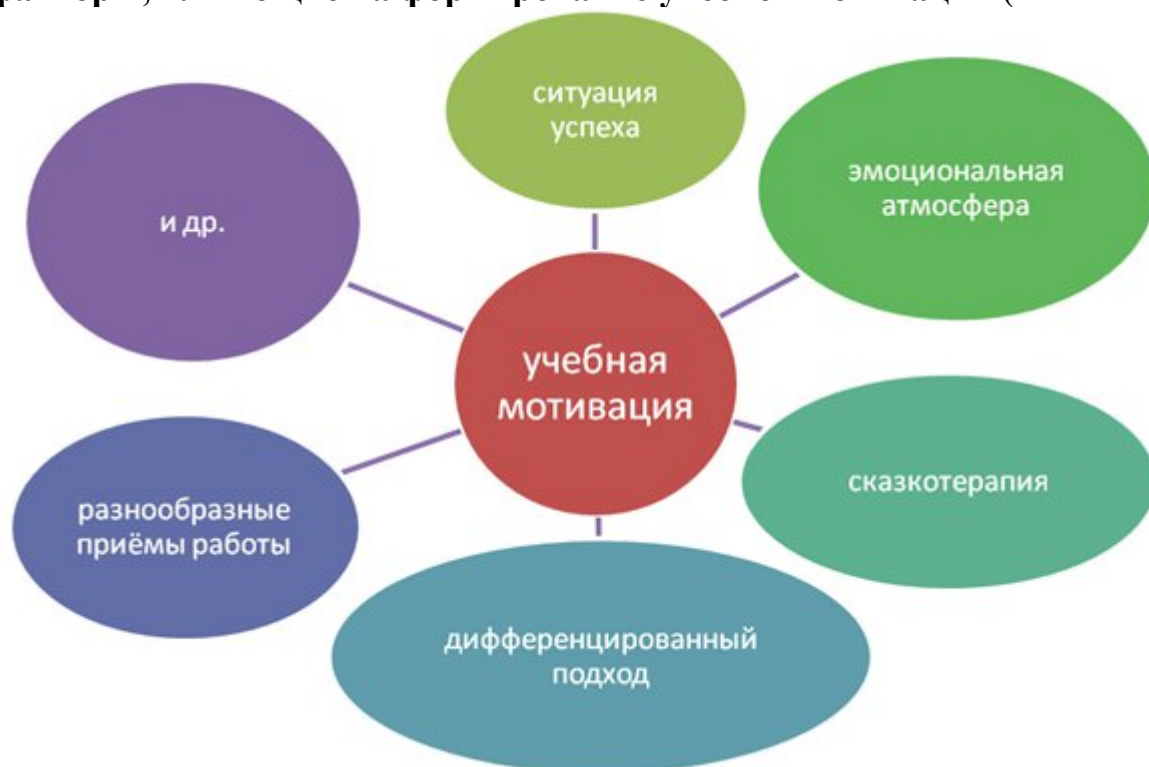 ситуация
успеха
эмоциональная
атмосфера
и др.
учебная
мотивация
сказкотерапия
разнообразные
приёмы работы
дифференцированный
подход